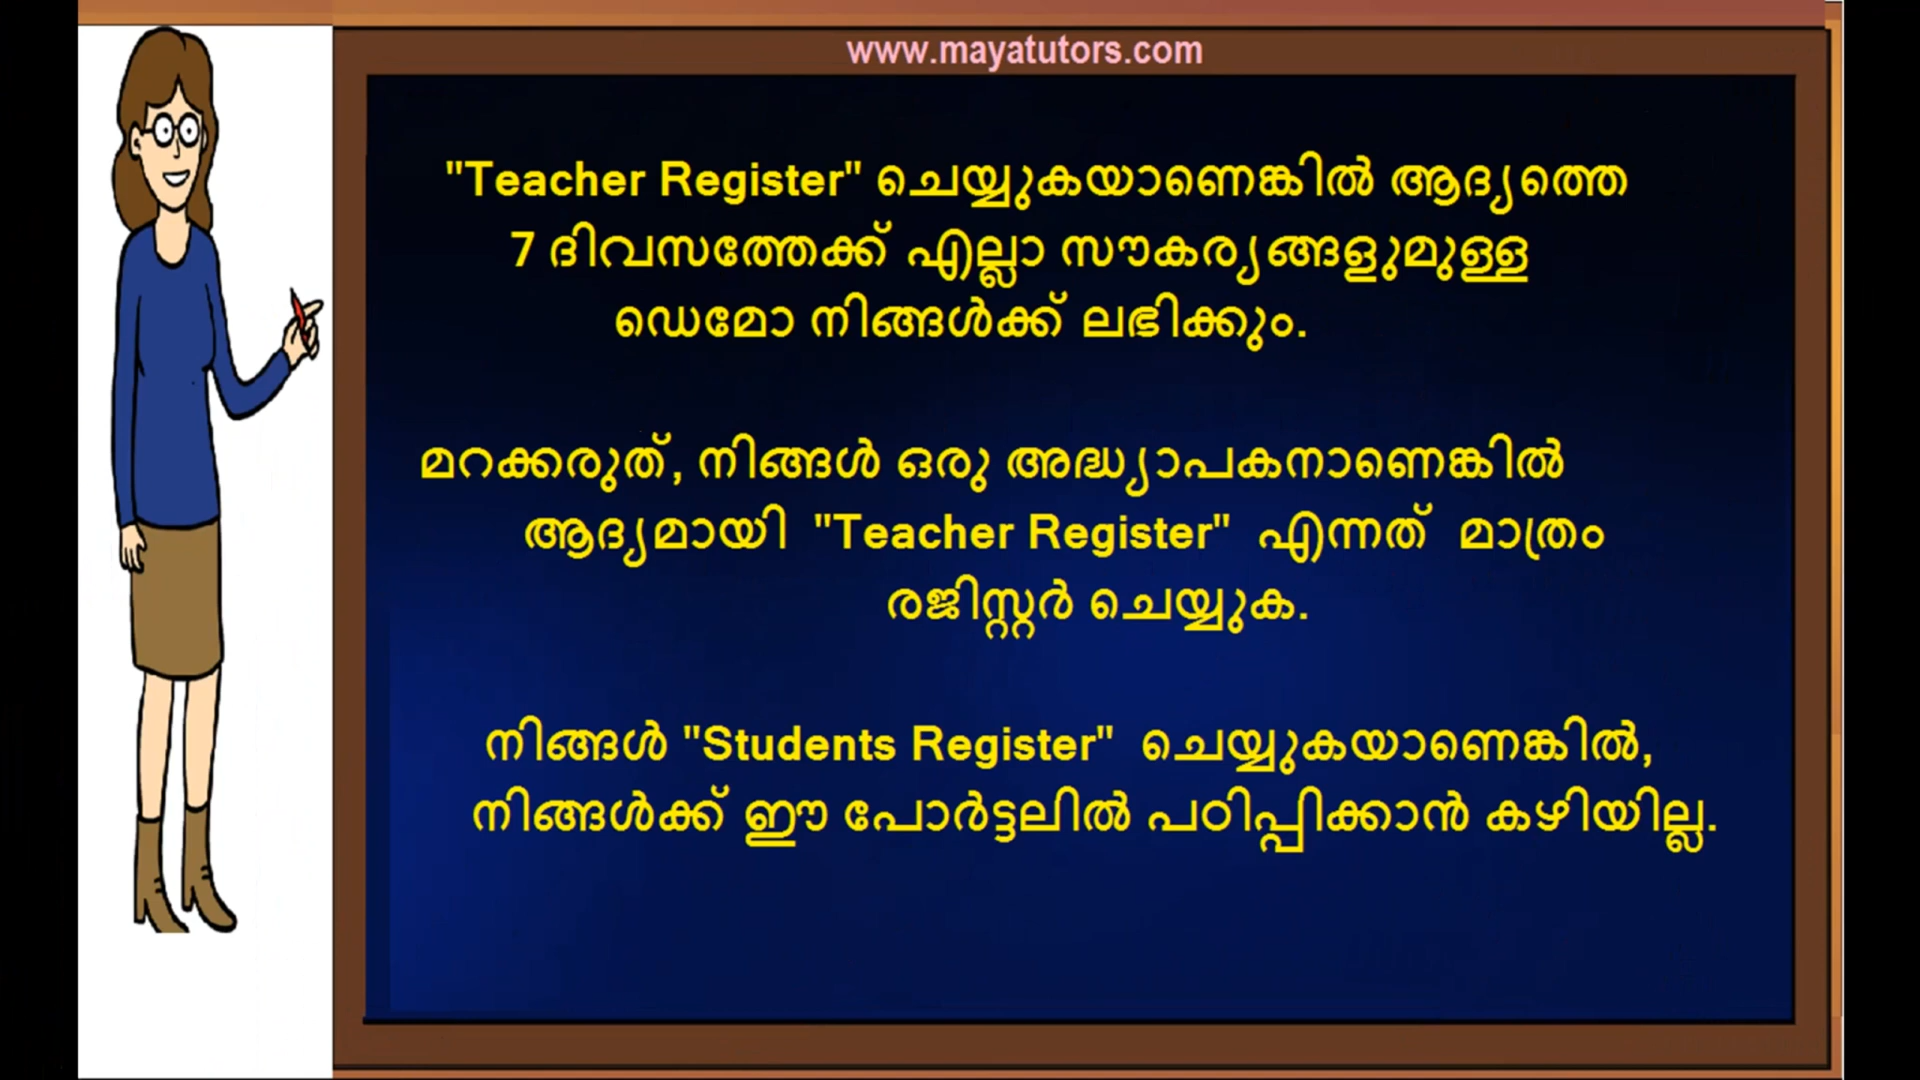 www.mayatutors.com
"Teacher Register" ചെയ്യുകയാണെങ്കിൽ ആദ്യത്തെ
7 ദിവസത്തേക്ക് എല്ലാ സൗകര്യങ്ങളുമുള്ള
ഡെമോ നിങ്ങൾക്ക് ലഭിക്കും.
മറക്കരുത്, നിങ്ങൾ ഒരു അദ്ധ്യാപകനാണെങ്കിൽ
ആദ്യമായി "Teacher Register" എന്നത് മാത്രം
രജിസ്റ്റർ ചെയ്യുക.
നിങ്ങൾ "Students Register" ചെയ്യുകയാണെങ്കിൽ,
നിങ്ങൾക്ക് ഈ പോർട്ടലിൽ പഠിപ്പിക്കാൻ കഴിയില്ല.